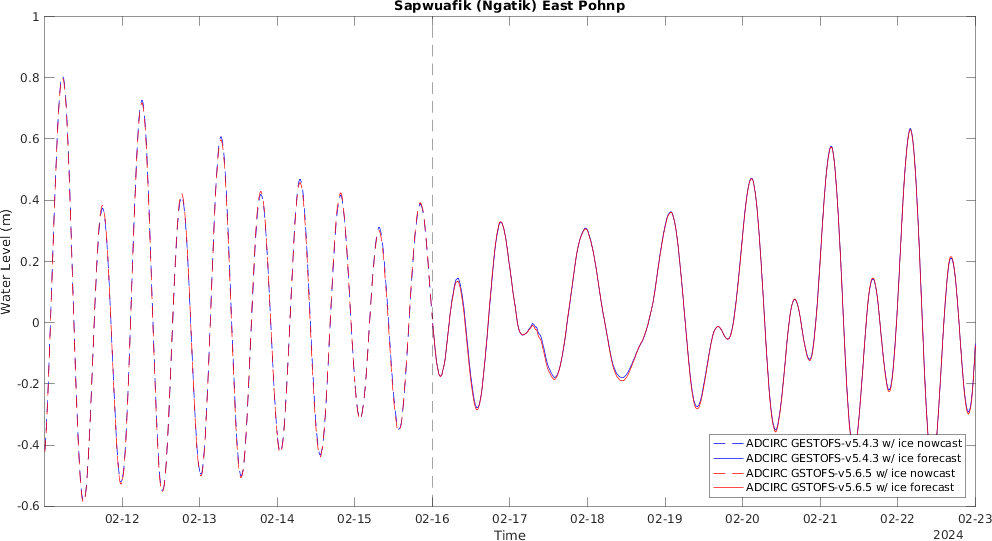 Sapwuafik (Ngatik) East Pohnp
1
0.8
0.6
0.4
0.2
0
-0.2
-0.4
-0.6
Water Level (m)
ADCIRC GESTOFS-v5.4.3 w/ ice nowcast
ADCIRC GESTOFS-v5.4.3 w/ ice forecast
ADCIRC GSTOFS-v5.6.5 w/ ice nowcast
ADCIRC GSTOFS-v5.6.5 w/ ice forecast
02-12 02-13 02-14 02-15 02-16 02-17 02-18 02-19 02-20 02-21 02-22 02-23
Time
2024